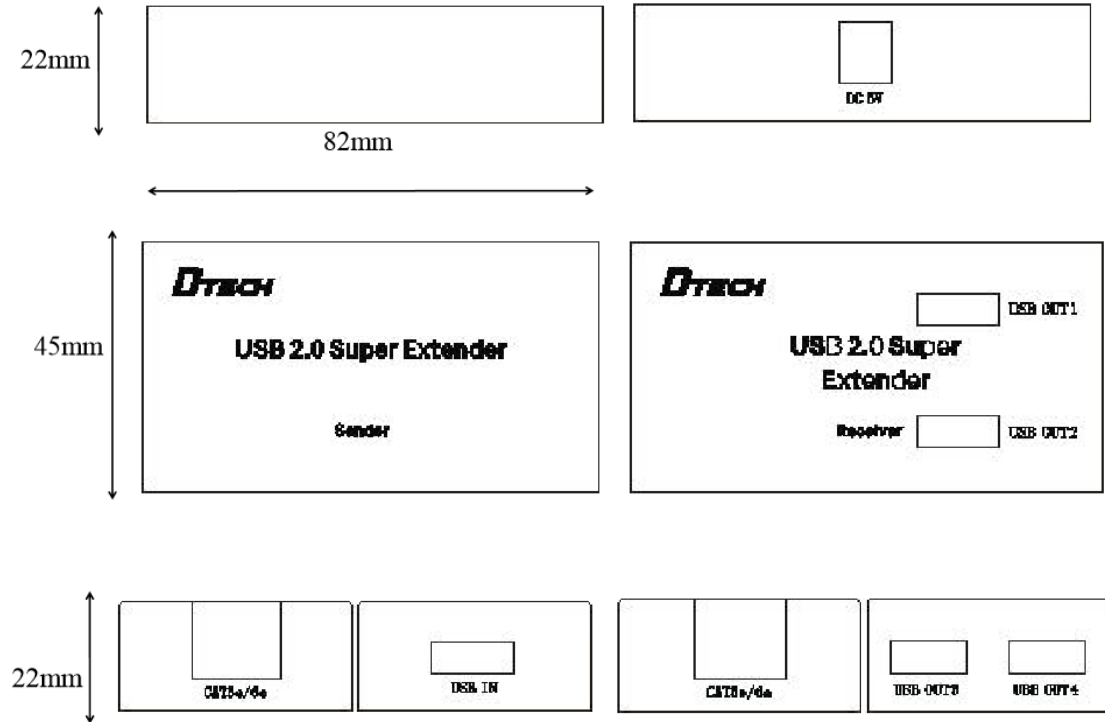 22mm
DC 5V
82mm
DTECH
DTECH
USB OUT1
45mm
USB 2.0 Super Extender
USB 2.0 Super
Extender
Sender
Receiver
USB OUT2
22mm
CAT5e/6e
USB IN
CAT5e/6e
USB OUT3
USB OUT4